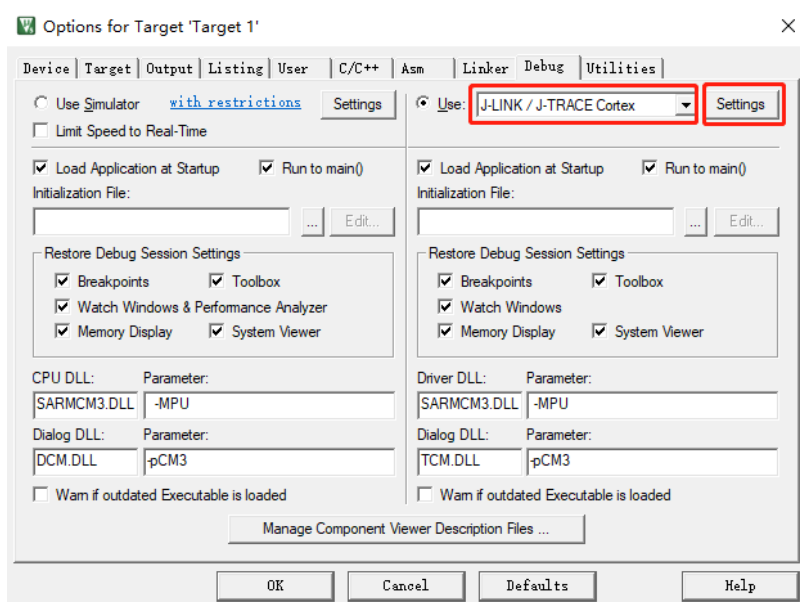 Options for Target 'Target 1'
Device Target Output Listing User C/C++ Asm Linker Debug Utilities
Use Simulator with restrictions Settings
Limit Speed to Real-Time
Use: J-LINK / J-TRACE Cortex Settings
Load Application at Startup Run to main()
Initialization File:
... Edit...
Restore Debug Session Settings
Breakpoints Toolbox
Watch Windows & Performance Analyzer
Memory Display System Viewer
CPU DLL: Parameter:
SARMCM3.DLL -MPU
Dialog DLL: Parameter:
DCM.DLL -pCM3
Warn if outdated Executable is loaded
Load Application at Startup Run to main()
Initialization File:
... Edit...
Restore Debug Session Settings
Breakpoints Toolbox
Watch Windows
Memory Display System Viewer
Driver DLL: Parameter:
SARMCM3.DLL -MPU
Dialog DLL: Parameter:
TCM.DLL -pCM3
Warn if outdated Executable is loaded
Manage Component Viewer Description Files ...
OK Cancel Defaults Help